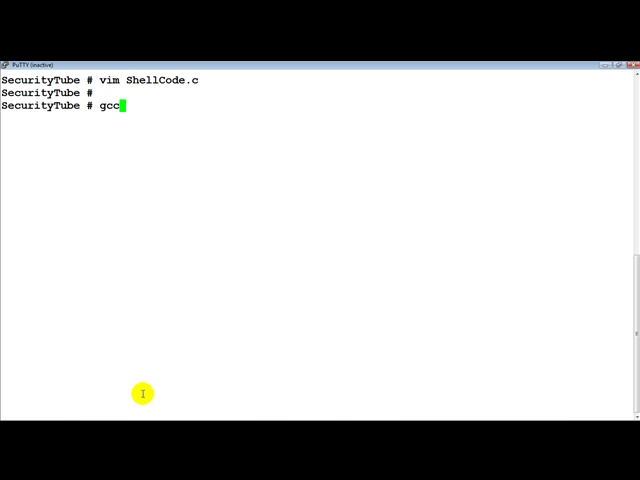 PuTTY (inactive)
SecurityTube # vim ShellCode.c
SecurityTube #
SecurityTube # gcc